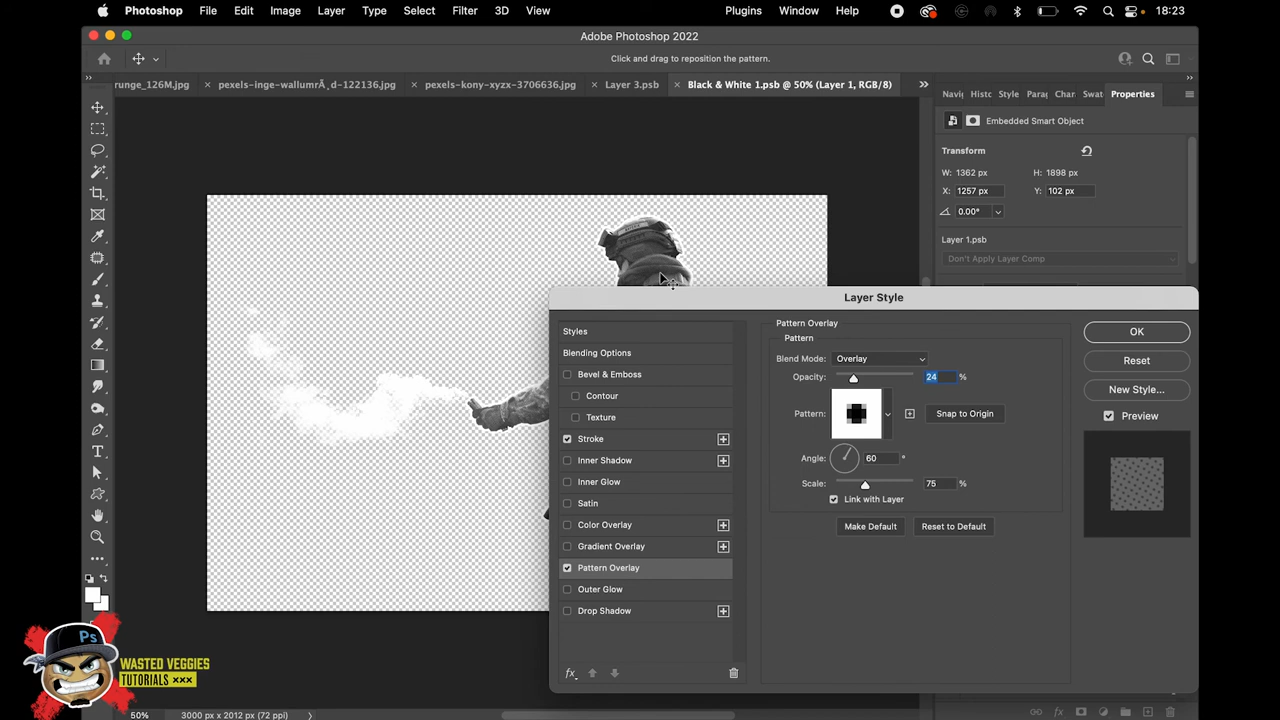 Photoshop File Edit Image Layer Type Select Filter 3D View Plugins Window Help 18:23
Adobe Photoshop 2022
Click and drag to reposition the pattern.
runge_126M.jpg × pexels-inge-wallumrÃ¸d-122136.jpg × pexels-kony-xyzx-3706636.jpg × Layer 3.psb × Black & White 1.psb @ 50% (Layer 1, RGB/8) Navi Histc Style Para Char Swat Properties
Embedded Smart Object
Transform
W: 1362 px H: 1898 px
X: 1257 px Y: 102 px
0.00°
Layer 1.psb
Don't Apply Layer Comp
Layer Style
Styles
Blending Options
Bevel & Emboss
Contour
Texture
Stroke
Inner Shadow
Inner Glow
Satin
Color Overlay
Gradient Overlay
Pattern Overlay
Outer Glow
Drop Shadow
fx
Pattern Overlay
Pattern
Blend Mode: Overlay
Opacity: 24 %
Pattern: Snap to Origin
Angle: 60 °
Scale: 75 %
Link with Layer
Make Default Reset to Default
OK
Reset
New Style...
Preview
Ps
WASTED VEGGIES
TUTORIALS ×××
50% 3000 px x 2012 px (72 ppi)
fx